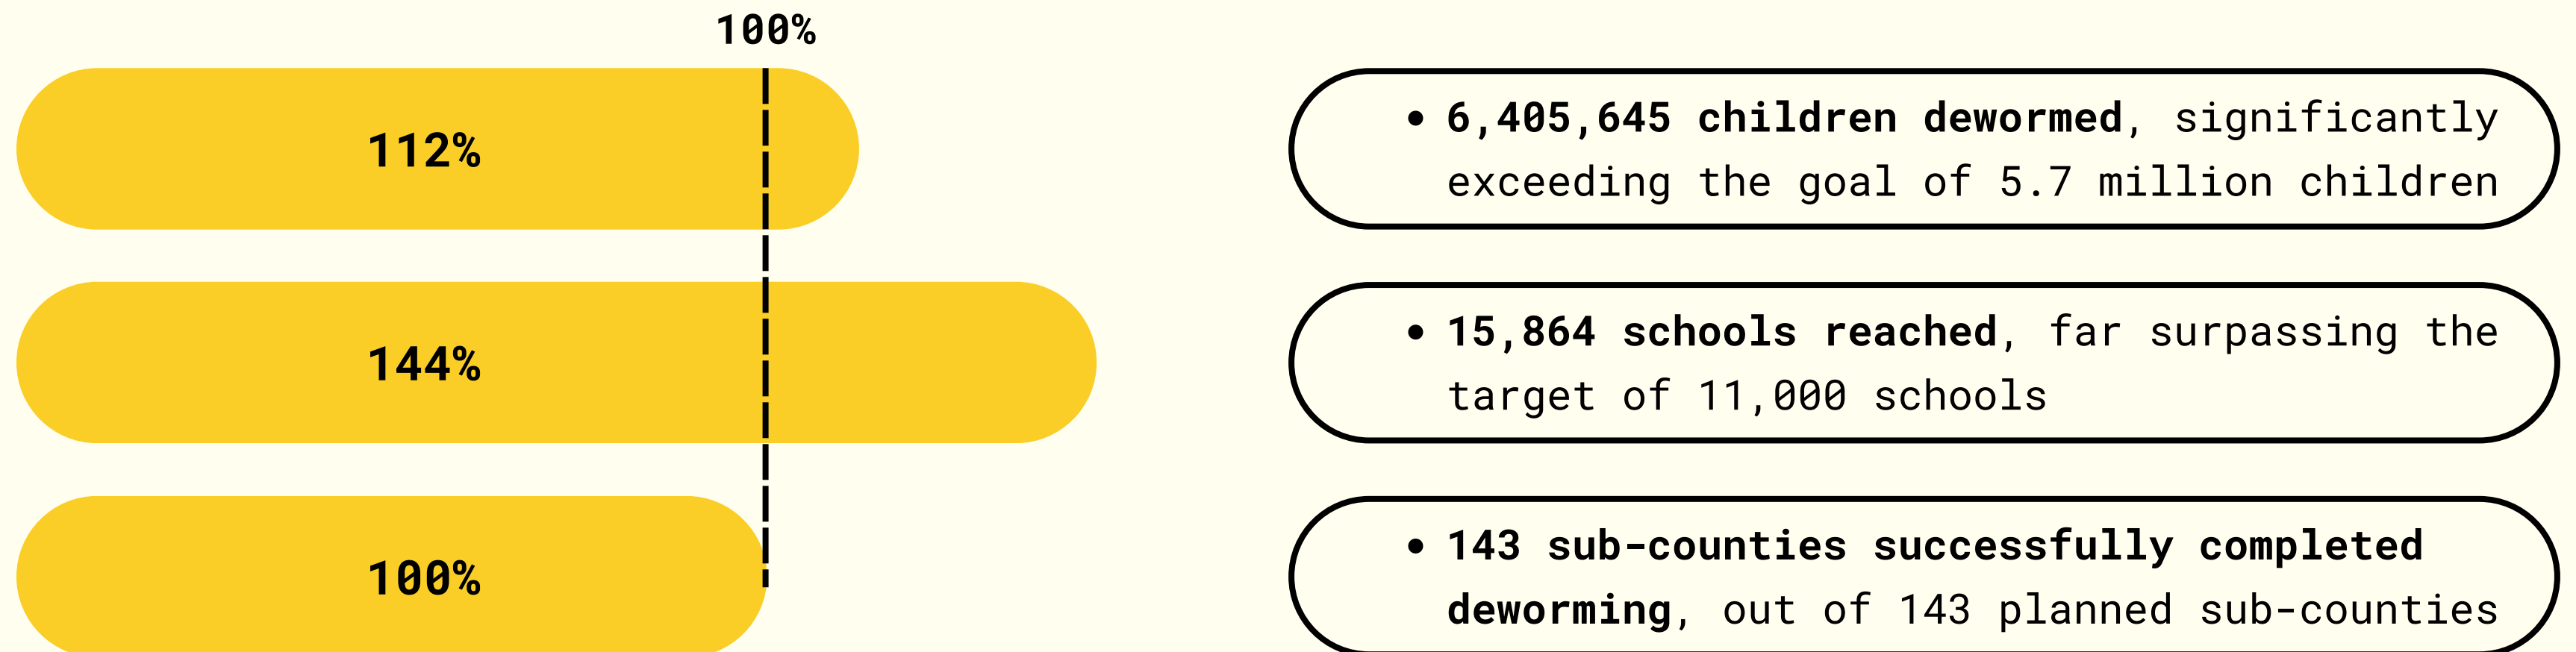 100%
112%
• 6,405,645 children dewormed, significantly
exceeding the goal of 5.7 million children
144%
• 15,864 schools reached, far surpassing the
target of 11,000 schools
100%
• 143 sub-counties successfully completed
deworming, out of 143 planned sub-counties